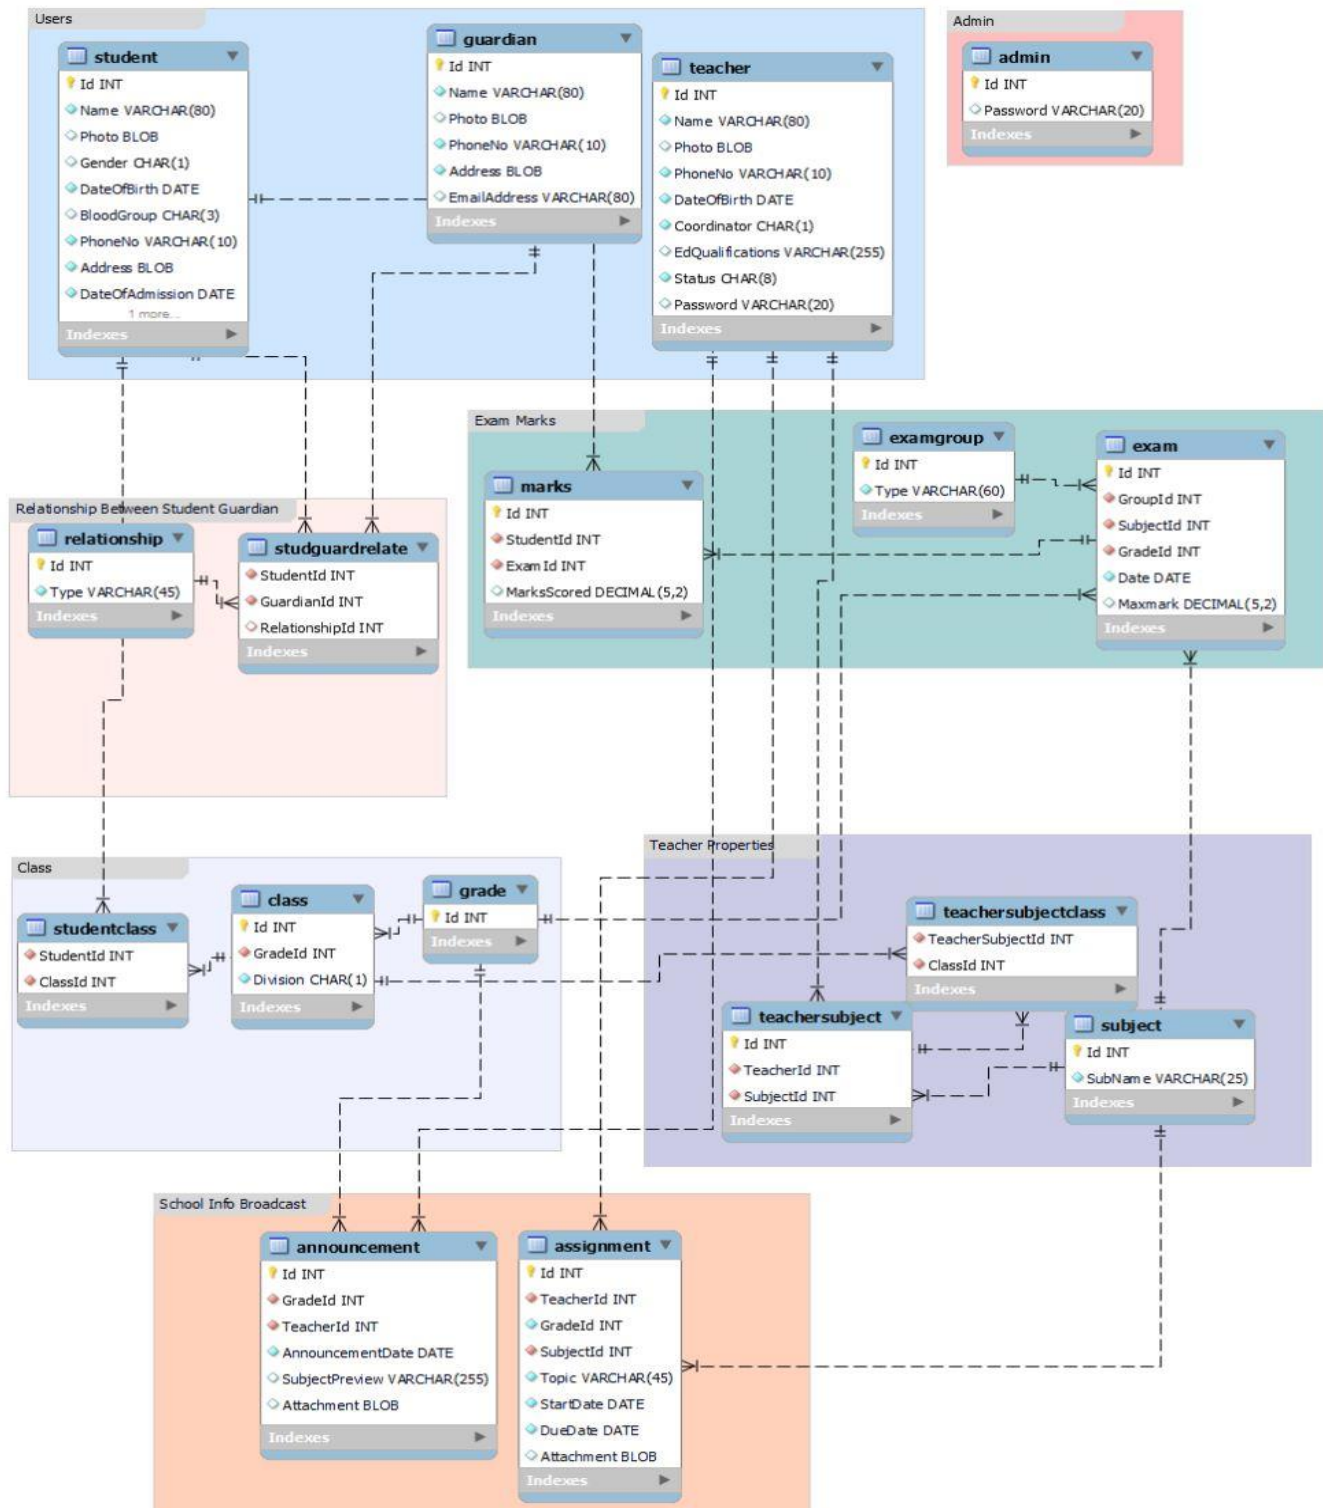 Users
student
Id INT
Name VARCHAR(80)
Photo BLOB
Gender CHAR(1)
DateOfBirth DATE
BloodGroup CHAR(3)
PhoneNo VARCHAR(10)
Address BLOB
DateOfAdmission DATE
1 more...
Indexes
guardian
Id INT
Name VARCHAR(80)
Photo BLOB
PhoneNo VARCHAR(10)
Address BLOB
EmailAddress VARCHAR(80)
Indexes
teacher
Id INT
Name VARCHAR(80)
Photo BLOB
PhoneNo VARCHAR(10)
DateOfBirth DATE
Coordinator CHAR(1)
EdQualifications VARCHAR(255)
Status CHAR(8)
Password VARCHAR(20)
Indexes
Admin
admin
Id INT
Password VARCHAR(20)
Indexes
Exam Marks
marks
Id INT
StudentId INT
ExamId INT
MarksScored DECIMAL(5,2)
Indexes
examgroup
Id INT
Type VARCHAR(60)
Indexes
exam
Id INT
GroupId INT
SubjectId INT
GradeId INT
Date DATE
Maxmark DECIMAL(5,2)
Indexes
Relationship Between Student Guardian
relationship
Id INT
Type VARCHAR(45)
Indexes
studguardrelate
StudentId INT
GuardianId INT
RelationshipId INT
Indexes
Class
studentclass
StudentId INT
ClassId INT
Indexes
class
Id INT
GradeId INT
Division CHAR(1)
Indexes
grade
Id INT
Indexes
Teacher Properties
teachersubjectclass
TeacherSubjectId INT
ClassId INT
Indexes
teachersubject
Id INT
TeacherId INT
SubjectId INT
Indexes
subject
Id INT
SubName VARCHAR(25)
Indexes
School Info Broadcast
announcement
Id INT
GradeId INT
TeacherId INT
AnnouncementDate DATE
SubjectPreview VARCHAR(255)
Attachment BLOB
Indexes
assignment
Id INT
TeacherId INT
GradeId INT
SubjectId INT
Topic VARCHAR(45)
StartDate DATE
DueDate DATE
Attachment BLOB
Indexes